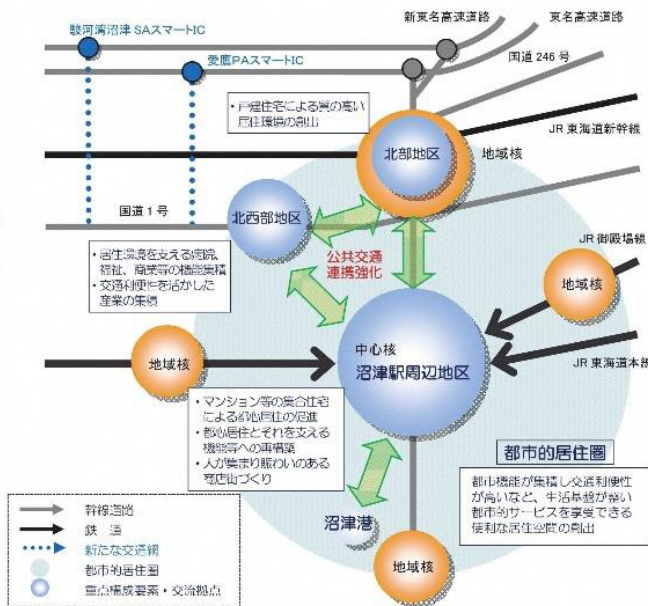 駿河湾沼津 SAスマートIC
新東名高速道路
東名高速道路
愛鷹PAスマートIC
国道 246 号
・戸建住宅による質の高い
居住環境の創出
JR 東海道新幹線
北部地区
地域核
国道 1 号
北西部地区
JR 御殿場線
・居住環境を支える病院、
福祉、商業等の機能集積
・交通利便性を活かした
産業の集積
公共交通
連携強化
地域核
中心核
沼津駅周辺地区
地域核
JR 東海道本線
・マンション等の集合住宅
による都心居住の促進
・都心居住とそれを支える
機能等への再構築
・人が集まり賑わいのある
商店街づくり
都市的居住圏
都市機能が集積し交通利便性
が高いなど、生活基盤が整い
都市的サービスを享受できる
便利な居住空間の創出
沼津港
地域核
幹線道路
鉄 道
新たな交通網
都市的居住圏
重点構成要素・交流拠点